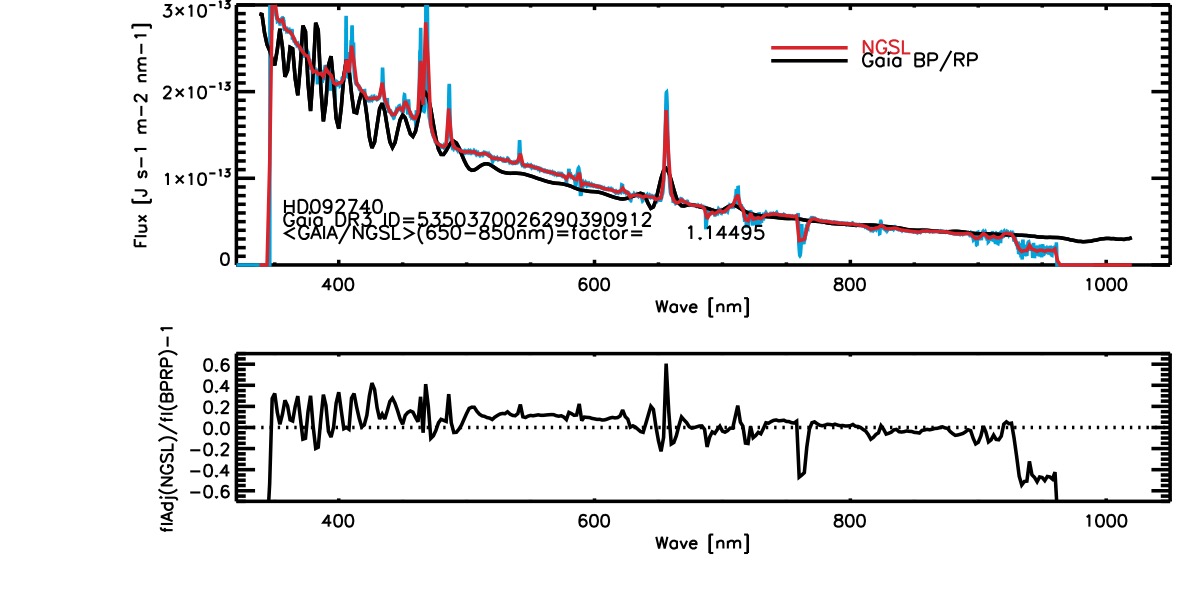 3×10−13
2×10−13
1×10−13
0
Flux [J s−1 m−2 nm−1]
NGSL
Gaia BP/RP
HD092740
Gaia DR3 ID=5350370026290390912
<GAIA/NGSL>(650−850nm)=factor= 1.14495
400 600 800 1000
Wave [nm]
flAdj(NGSL)/fl(BPRP)−1
0.6
0.4
0.2
0.0
−0.2
−0.4
−0.6
400 600 800 1000
Wave [nm]